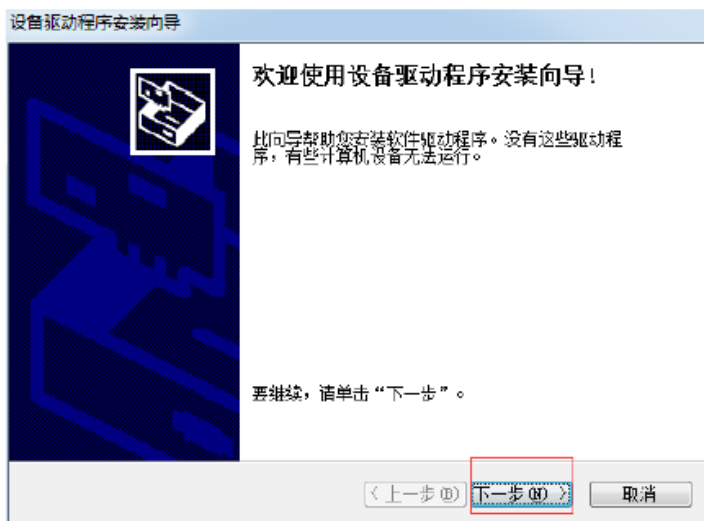 设备驱动程序安装向导
欢迎使用设备驱动程序安装向导！
此向导帮助您安装软件驱动程序。没有这些驱动程
序，有些计算机设备无法运行。
要继续，请单击“下一步”。
< 上一步(B) 下一步(N) > 取消